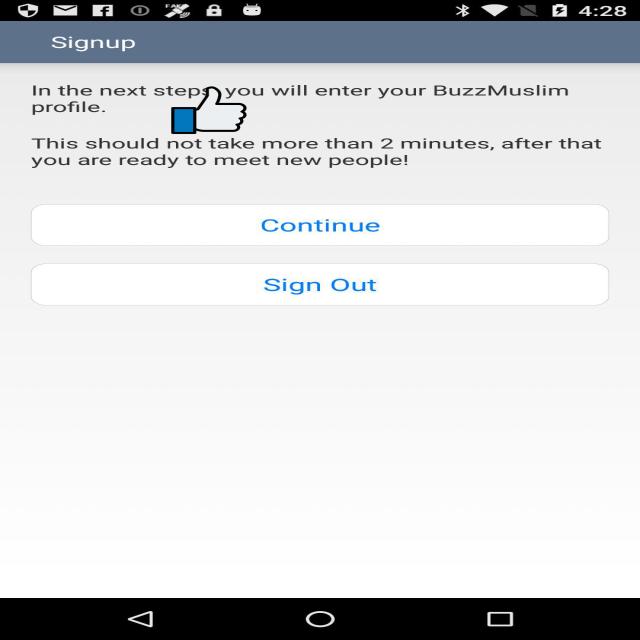 4:28
Signup
In the next steps, you will enter your BuzzMuslim
profile.
This should not take more than 2 minutes, after that
you are ready to meet new people!
Continue
Sign Out